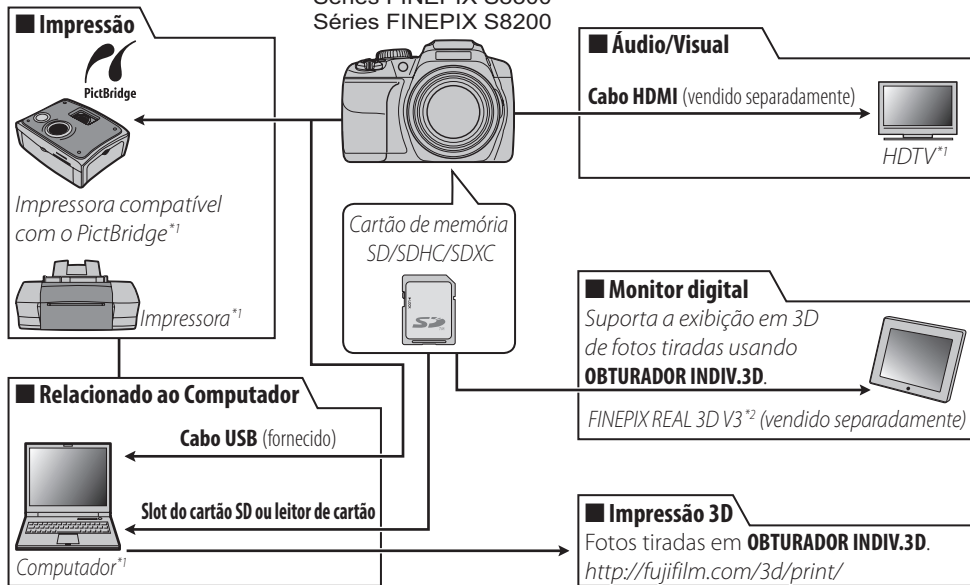 Séries FINEPIX S8200
■ Impressão
PictBridge
Impressora compatível
com o PictBridge*1
Impressora*1
■ Áudio/Visual
Cabo HDMI (vendido separadamente)
HDTV*1
Cartão de memória
SD/SDHC/SDXC
■ Monitor digital
Suporta a exibição em 3D
de fotos tiradas usando
OBTURADOR INDIV.3D.
FINEPIX REAL 3D V3*2 (vendido separadamente)
■ Relacionado ao Computador
Cabo USB (fornecido)
Slot do cartão SD ou leitor de cartão
Computador*1
■ Impressão 3D
Fotos tiradas em OBTURADOR INDIV.3D.
http://fujifilm.com/3d/print/